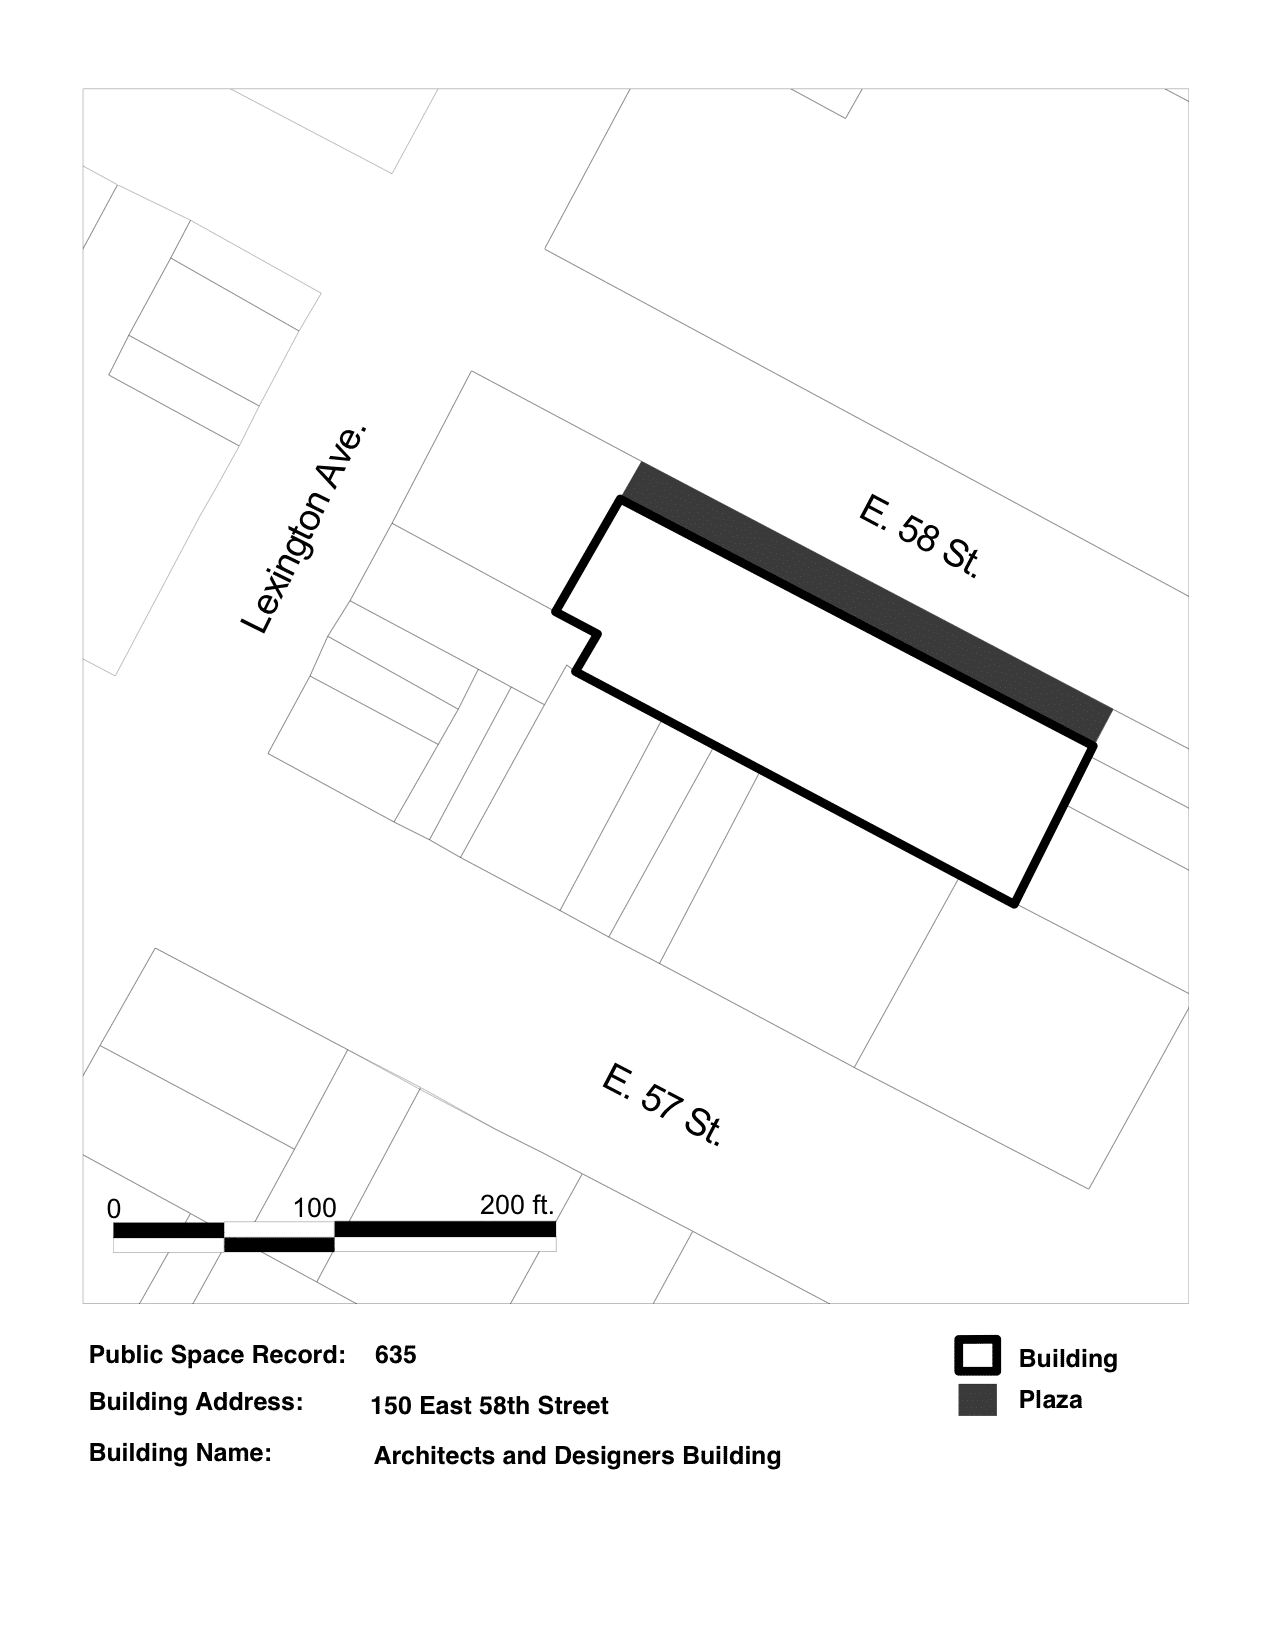 Lexington Ave.
E. 58 St.
E. 57 St.
0 100 200 ft.
Public Space Record: 635
Building Address: 150 East 58th Street
Building Name: Architects and Designers Building
Building
Plaza